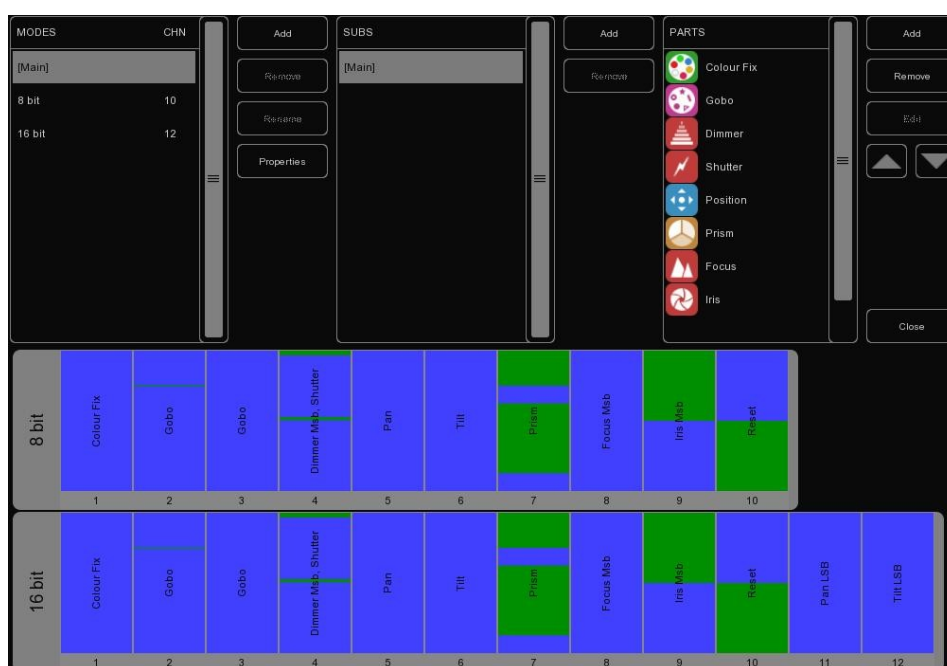 MODES CHN Add SUBS Add PARTS Add
[Main] Remove [Main] Remove Colour Fix Remove
8 bit 10 Rename Gobo Edit
16 bit 12 Properties Dimmer
Shutter
Position
Prism
Focus
Iris
Close
8 bit
Colour Fix Gobo Gobo Dimmer Msb, Shutter Pan Tilt Prism Focus Msb Iris Msb Reset
1 2 3 4 5 6 7 8 9 10
16 bit
Colour Fix Gobo Gobo Dimmer Msb, Shutter Pan Tilt Prism Focus Msb Iris Msb Reset Pan LSB Tilt LSB
1 2 3 4 5 6 7 8 9 10 11 12